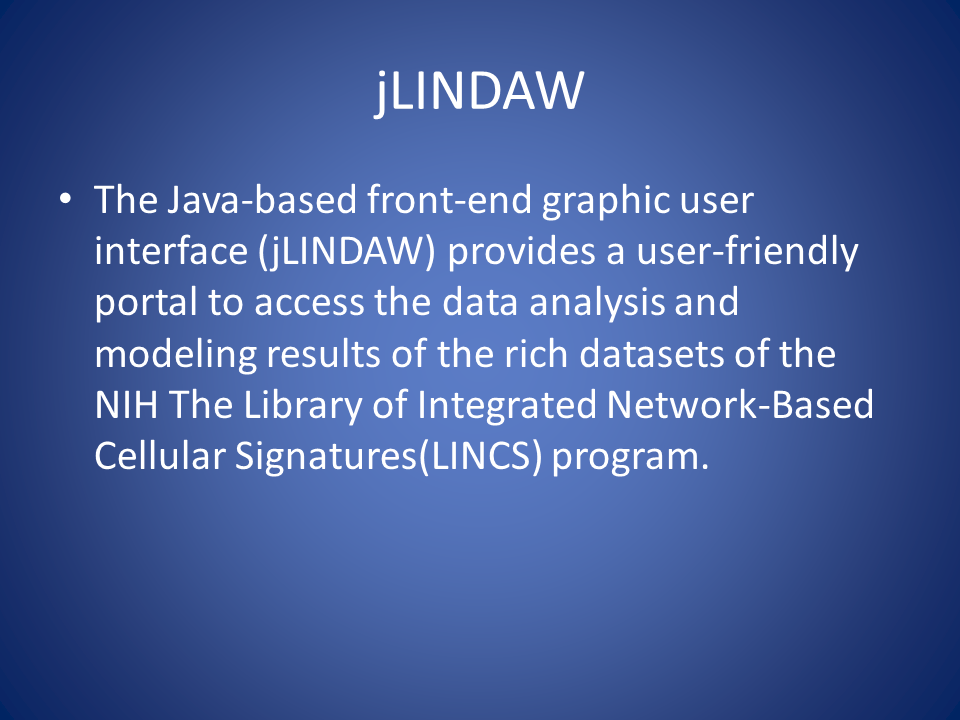 jLINDAW
• The Java-based front-end graphic user
interface (jLINDAW) provides a user-friendly
portal to access the data analysis and
modeling results of the rich datasets of the
NIH The Library of Integrated Network-Based
Cellular Signatures(LINCS) program.